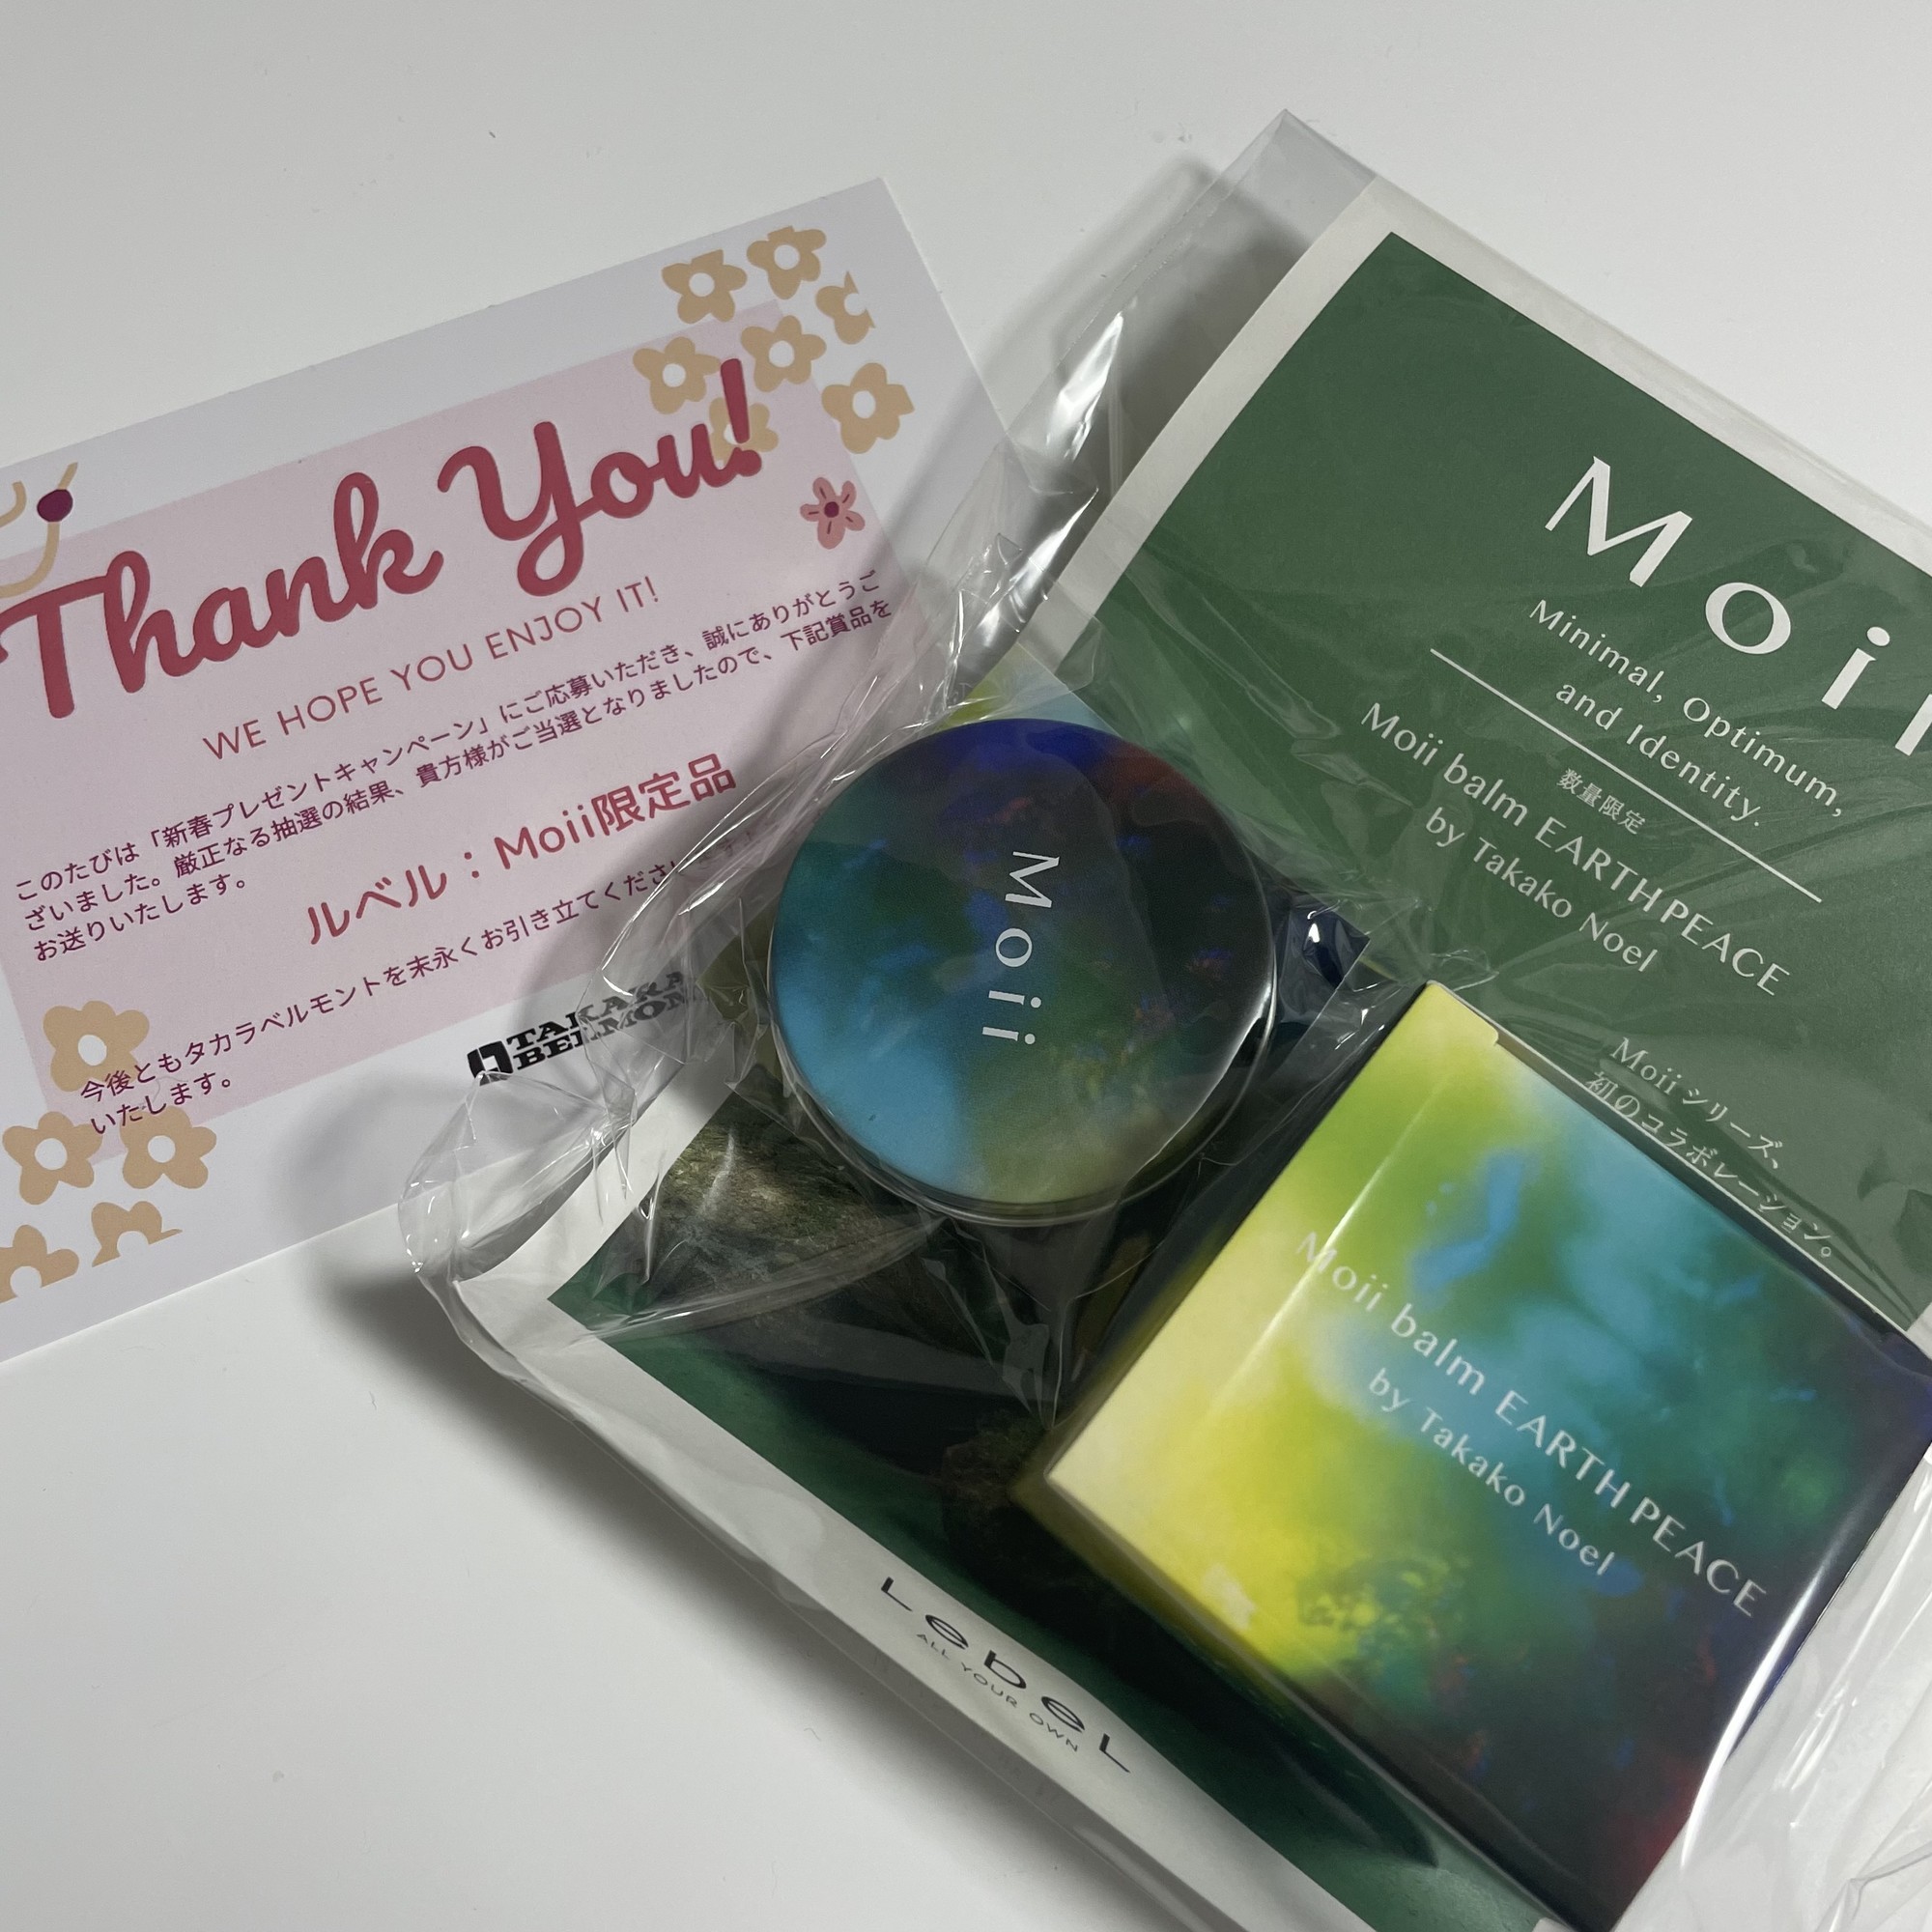 Thank You!
WE HOPE YOU ENJOY IT!
このたびは「新春プレゼントキャンペーン」にご応募いただき、誠にありがとうご
ざいました。厳正なる抽選の結果、貴方様がご当選となりましたので、下記賞品を
お送りいたします。
ルベル：Moii限定品
今後ともタカラベルモントを末永くお引き立てくださ
いたします。
TAKARA
BELMON
Moii
Minimal, Optimum,
and Identity.
数量限定
Moii balm EARTH PEACE
by Takako Noel
Moii シリーズ、
初のコラボレーション。
Moii
Moii balm EARTH PEACE
by Takako Noel
LebeL
ALL YOUR OWN